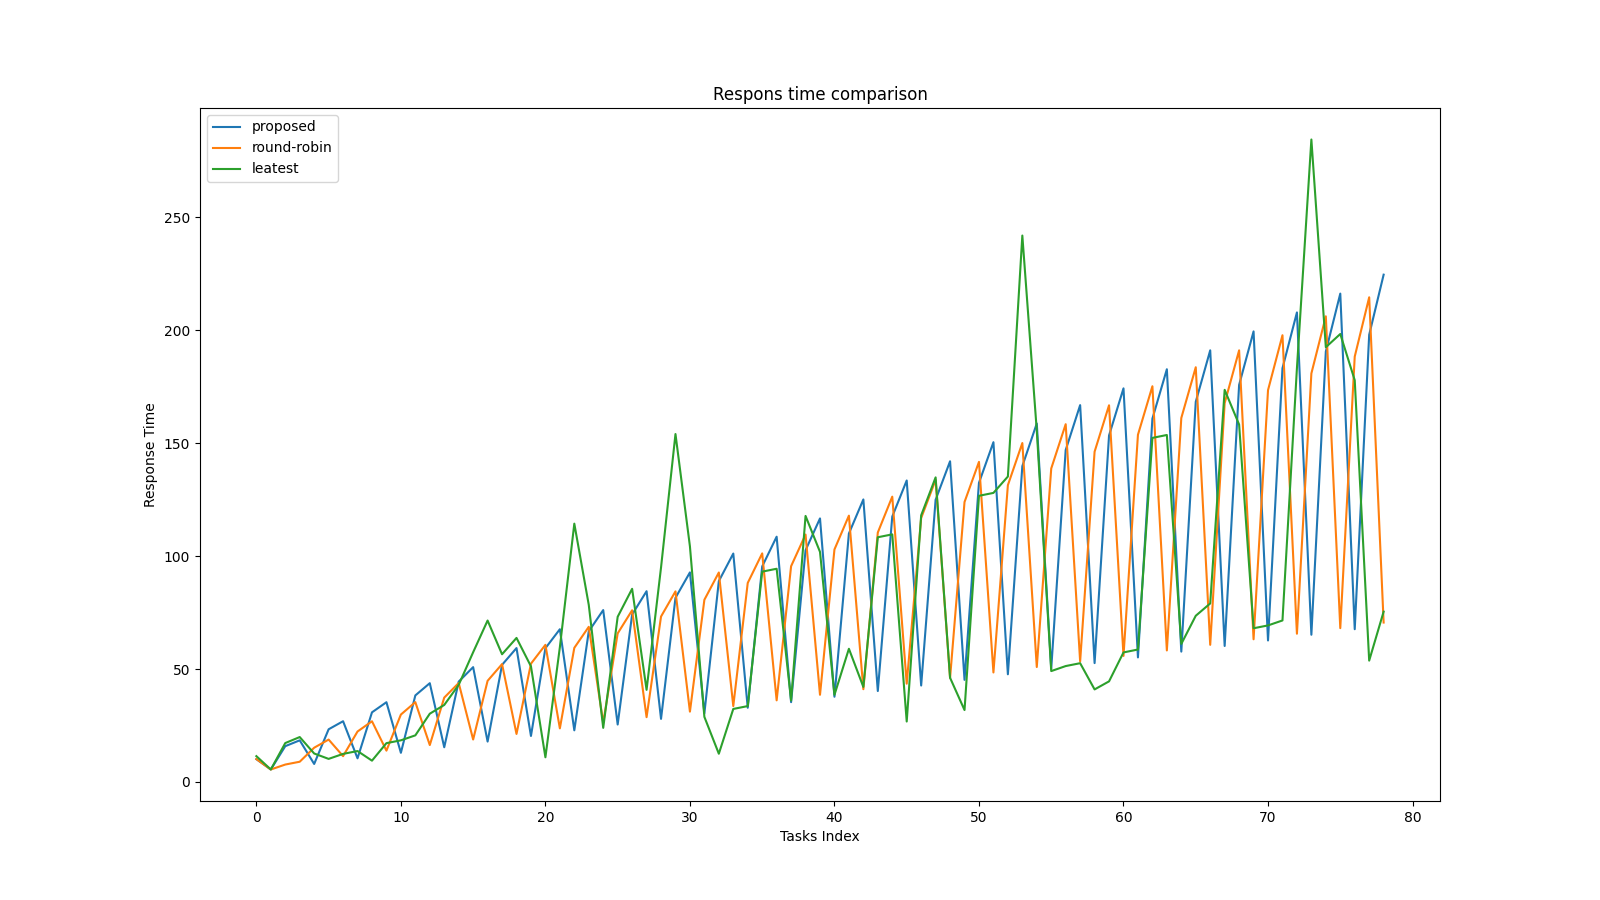 Respons time comparison
proposed
round-robin
leatest
Response Time
250
200
150
100
50
0
0 10 20 30 40 50 60 70 80
Tasks Index